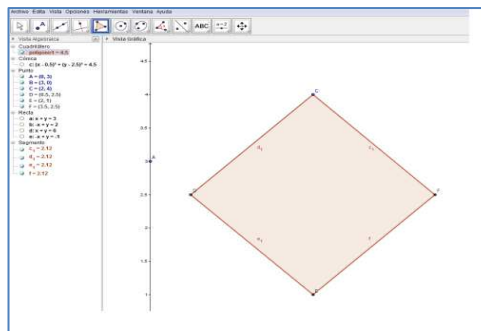 Archivo Edita Vista Opciones Herramientas Ventana Ayuda
ABC
Vista Algebraica
Vista Gráfica
Cuadrilátero
polígono1 = 4.5
Cónica
c: (x - 0.5)² + (y - 2.5)² = 4.5
Punto
A = (0, 3)
B = (3, 0)
C = (2, 4)
D = (0.5, 2.5)
E = (2, 1)
F = (3.5, 2.5)
Recta
a: x + y = 3
b: -x + y = 2
d: x + y = 6
e: -x + y = -1
Segmento
c₁ = 2.12
d₁ = 2.12
e₁ = 2.12
f = 2.12
4.5
4
3.5
3
2.5
2
1.5
1
A
C
d₁
c₁
F
e₁
f